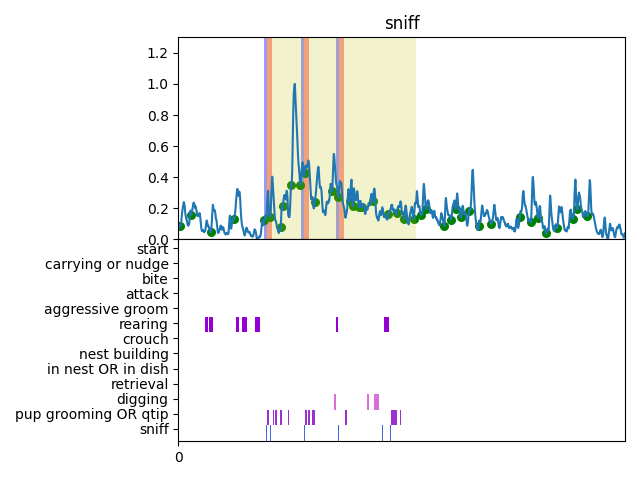 sniff
1.2
1.0
0.8
0.6
0.4
0.2
0.0
start
carrying or nudge
bite
attack
aggressive groom
rearing
crouch
nest building
in nest OR in dish
retrieval
digging
pup grooming OR qtip
sniff
0